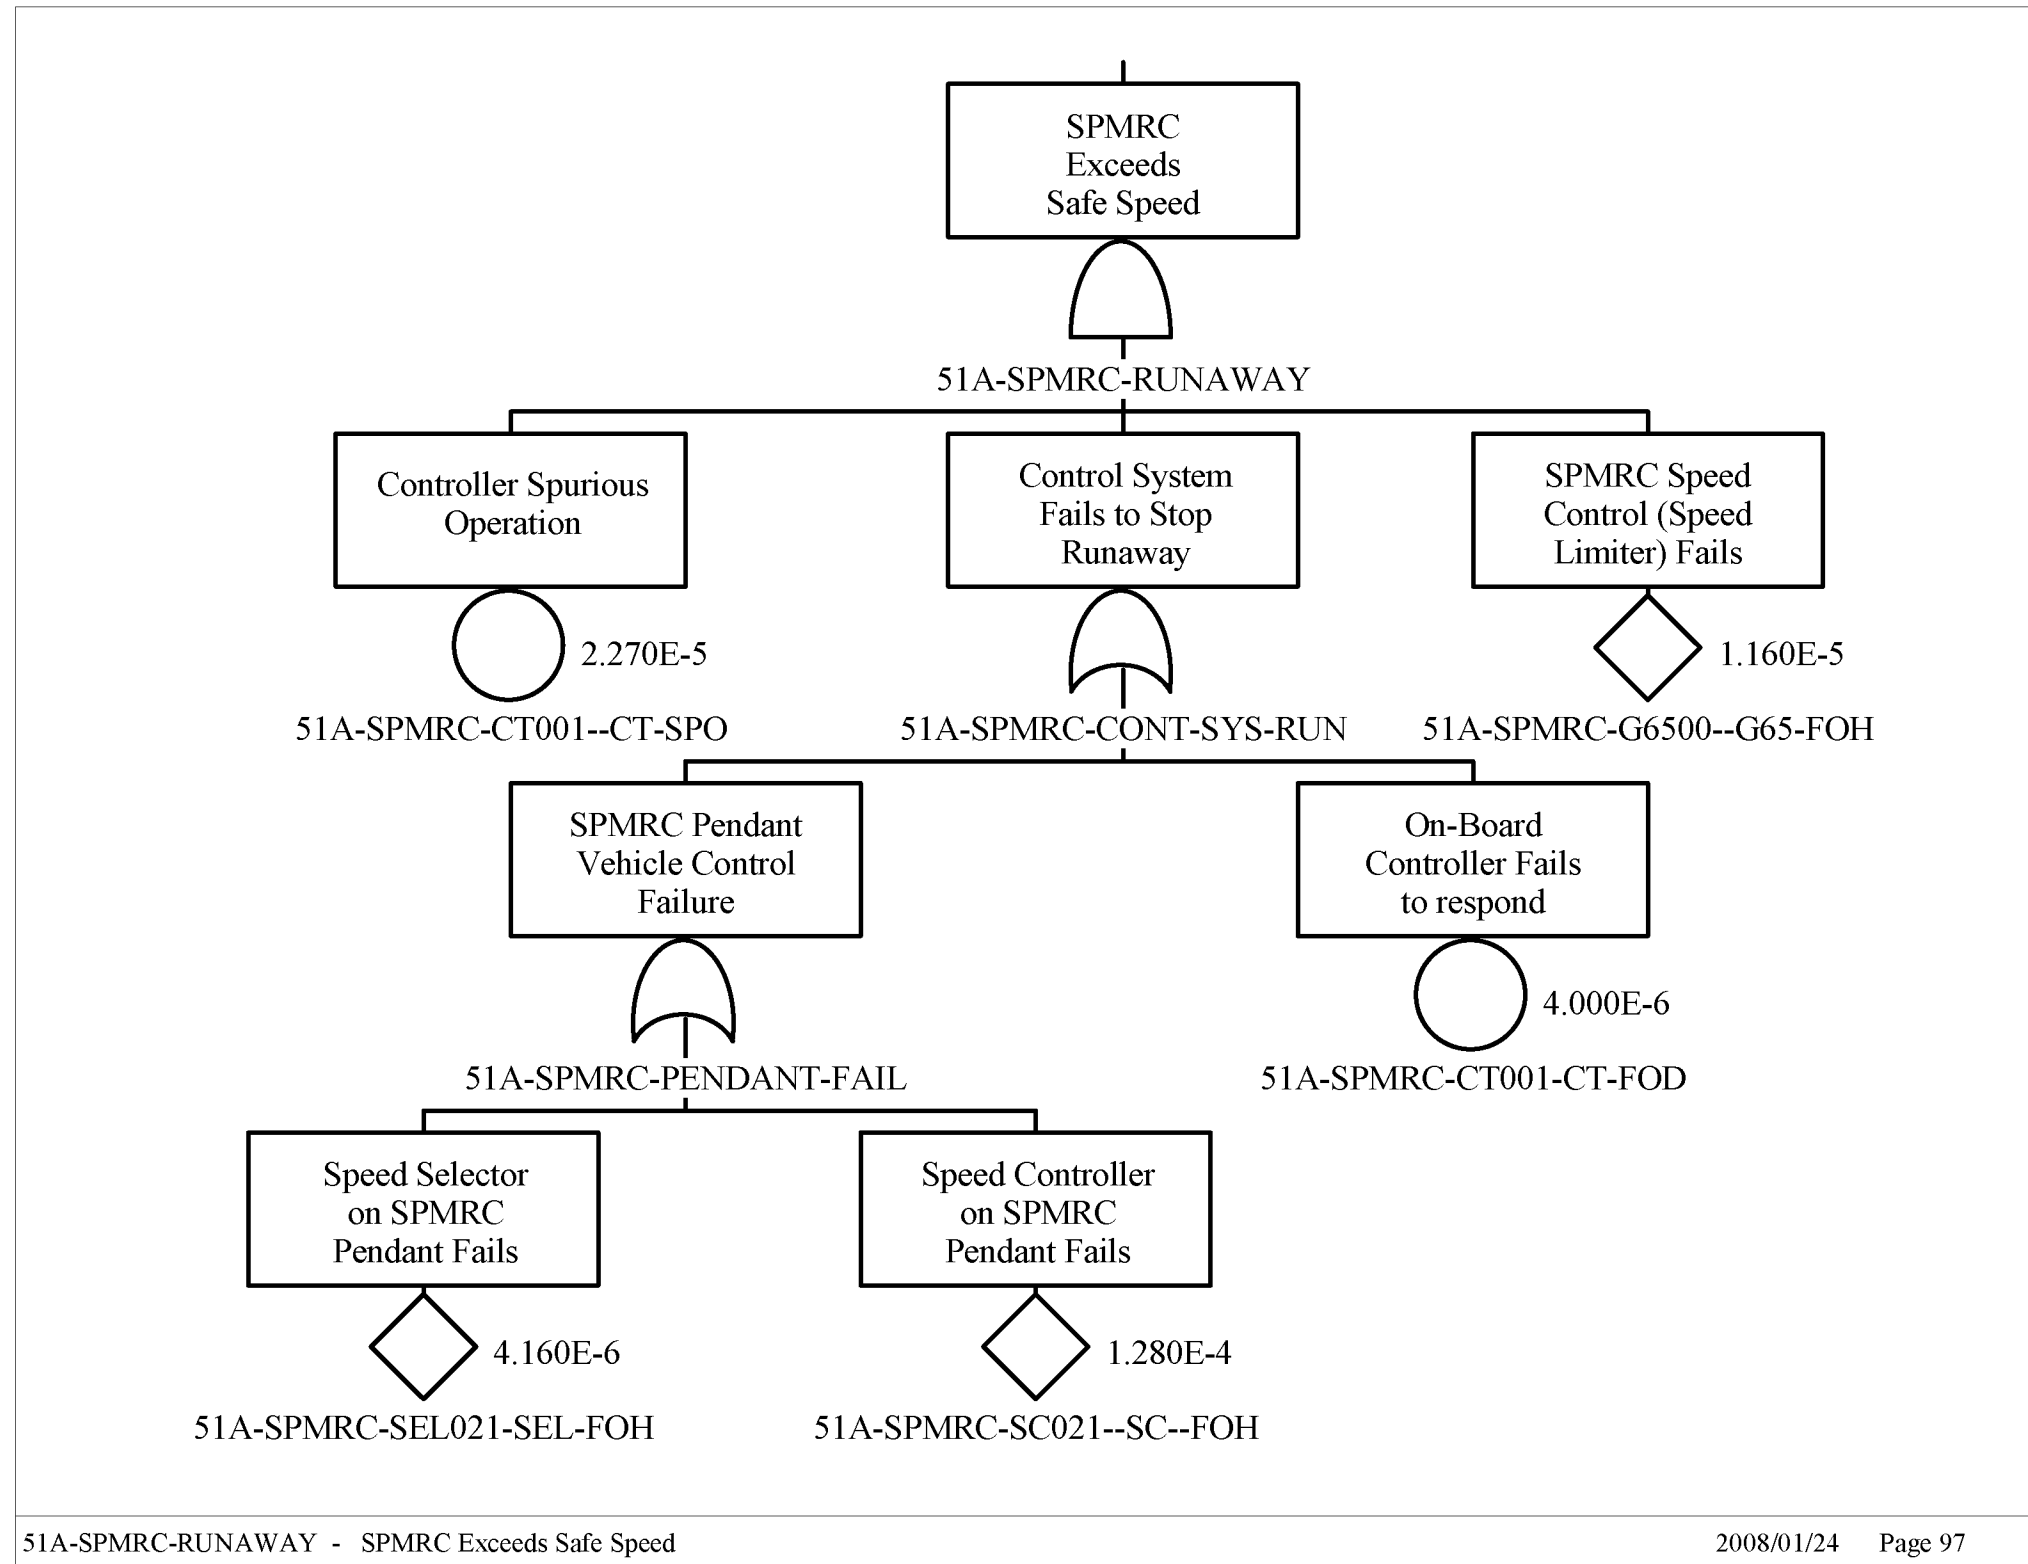 SPMRC
Exceeds
Safe Speed
51A-SPMRC-RUNAWAY
Controller Spurious
Operation
2.270E-5
51A-SPMRC-CT001--CT-SPO
Control System
Fails to Stop
Runaway
51A-SPMRC-CONT-SYS-RUN
SPMRC Speed
Control (Speed
Limiter) Fails
1.160E-5
51A-SPMRC-G6500--G65-FOH
SPMRC Pendant
Vehicle Control
Failure
51A-SPMRC-PENDANT-FAIL
On-Board
Controller Fails
to respond
4.000E-6
51A-SPMRC-CT001-CT-FOD
Speed Selector
on SPMRC
Pendant Fails
4.160E-6
51A-SPMRC-SEL021-SEL-FOH
Speed Controller
on SPMRC
Pendant Fails
1.280E-4
51A-SPMRC-SC021--SC--FOH
51A-SPMRC-RUNAWAY - SPMRC Exceeds Safe Speed
2008/01/24 Page 97